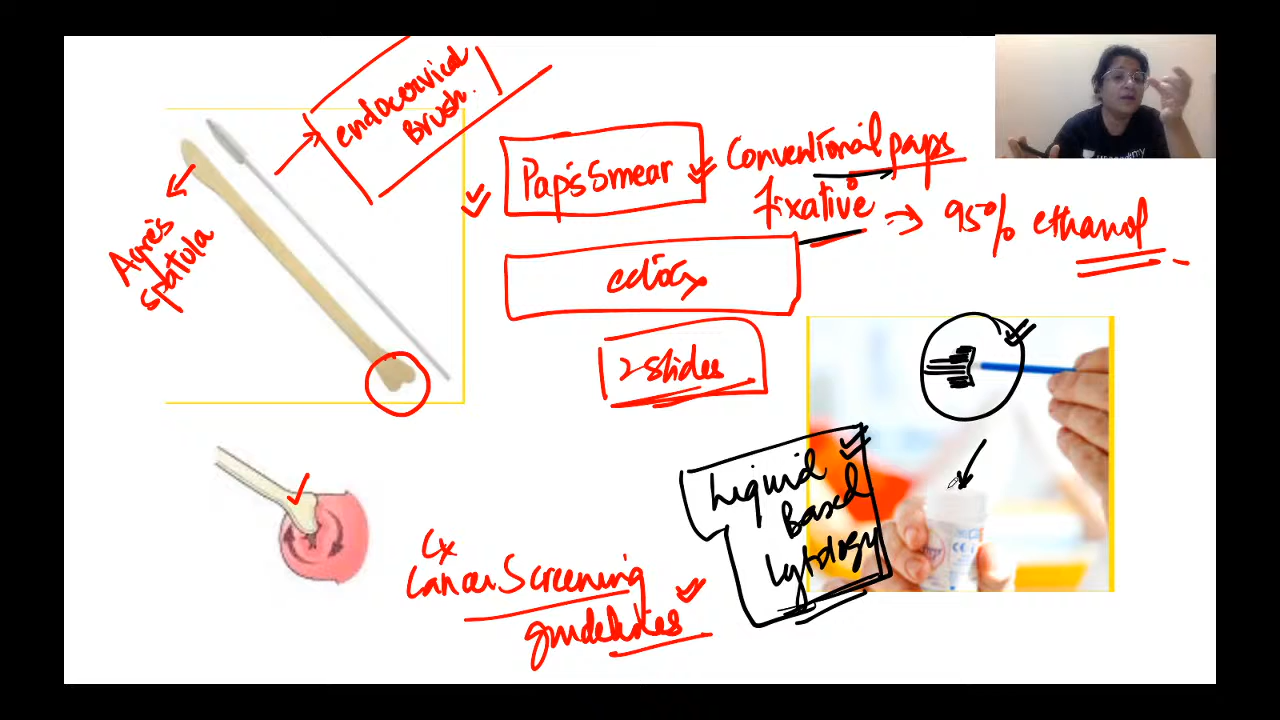 endocervical
Brush.
Pap's Smear
Conventional paps
fixative => 95% ethanol
Ayre's
spatula
2 slides
Liquid
Based
Cytology
Cx
Cancer Screening
guidelines